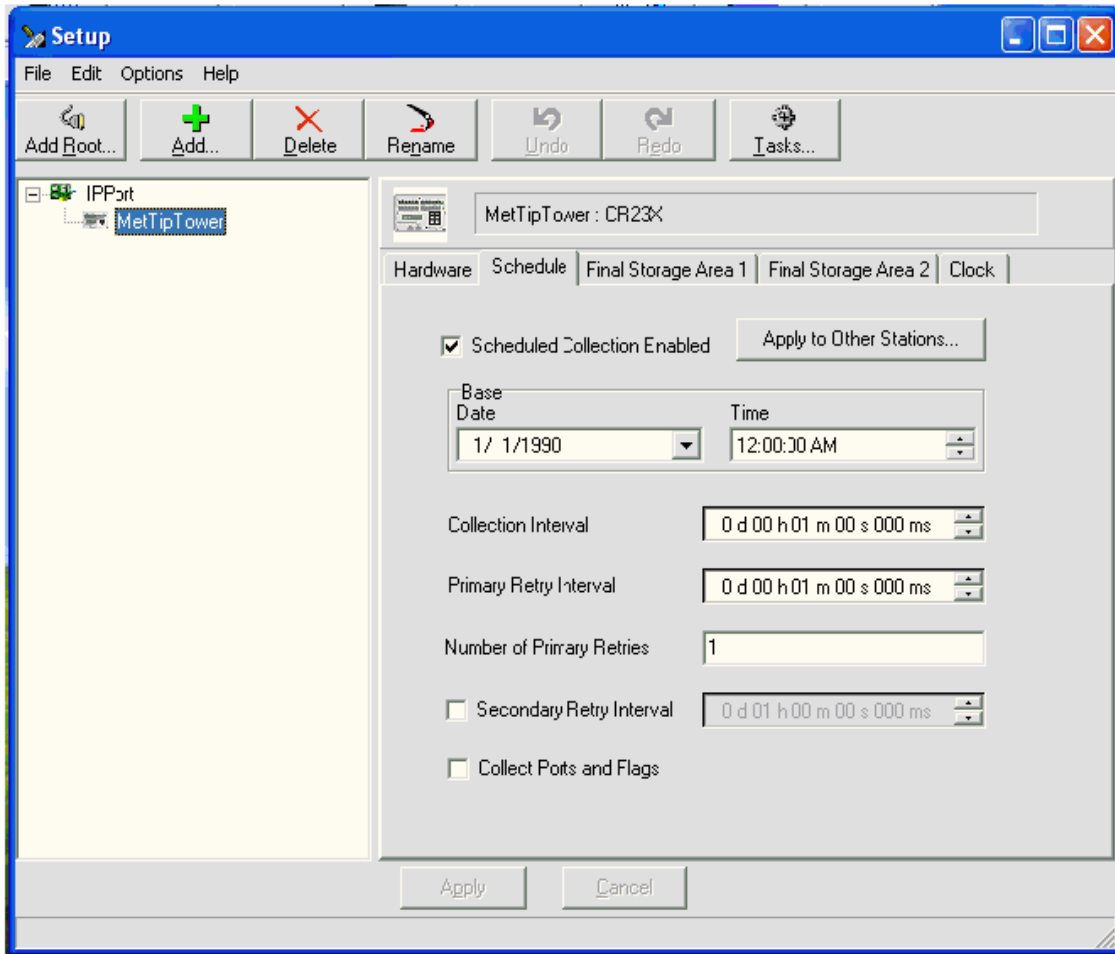 Setup
File Edit Options Help
Add Root... Add... Delete Rename Undo Redo Tasks...
IPPort
MetTipTower
MetTipTower : CR23X
Hardware Schedule Final Storage Area 1 Final Storage Area 2 Clock
Scheduled Collection Enabled Apply to Other Stations...
Base
Date Time
1/ 1/1990 12:00:00 AM
Collection Interval 0 d 00 h 01 m 00 s 000 ms
Primary Retry Interval 0 d 00 h 01 m 00 s 000 ms
Number of Primary Retries 1
Secondary Retry Interval 0 d 01 h 00 m 00 s 000 ms
Collect Ports and Flags
Apply Cancel